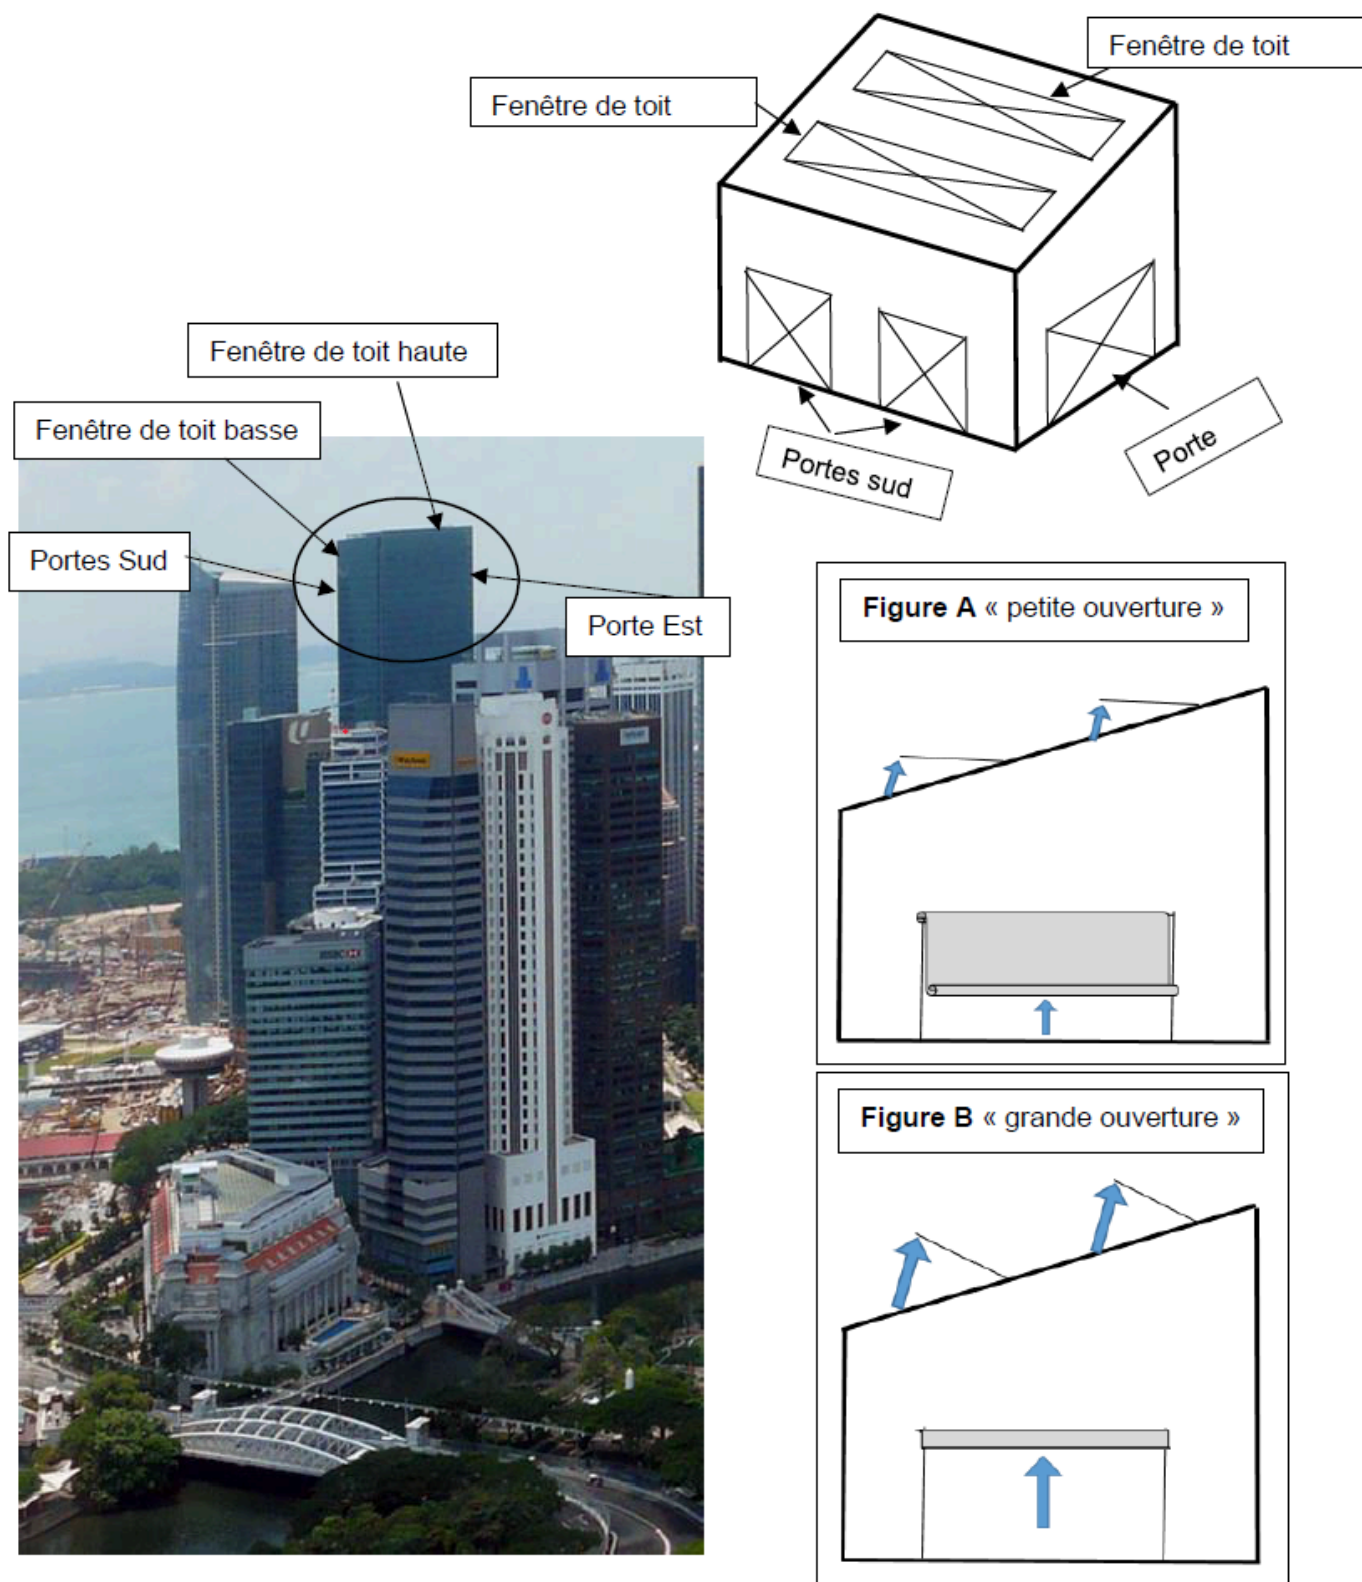 Fenêtre de toit
Fenêtre de toit
Fenêtre de toit haute
Fenêtre de toit basse
Portes sud
Porte
Portes Sud
Porte Est
Figure A « petite ouverture »
Figure B « grande ouverture »